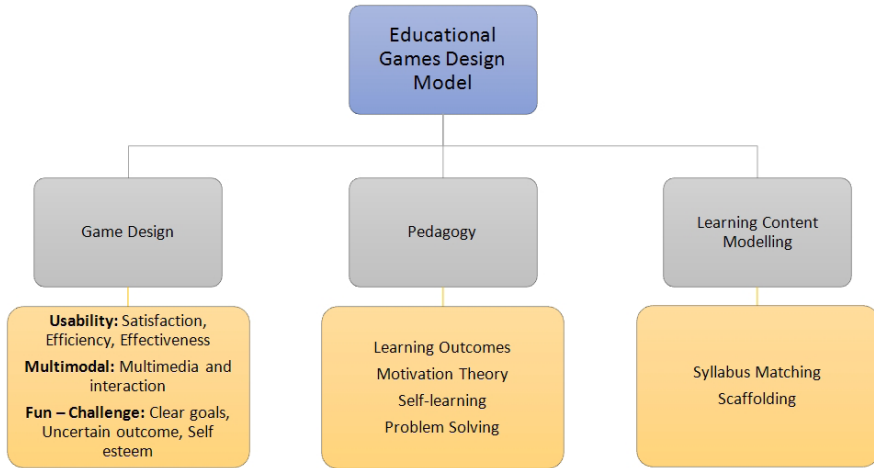 Educational
Games Design
Model
Game Design
Pedagogy
Learning Content
Modelling
Usability: Satisfaction,
Efficiency, Effectiveness
Multimodal: Multimedia and
interaction
Fun – Challenge: Clear goals,
Uncertain outcome, Self
esteem
Learning Outcomes
Motivation Theory
Self-learning
Problem Solving
Syllabus Matching
Scaffolding